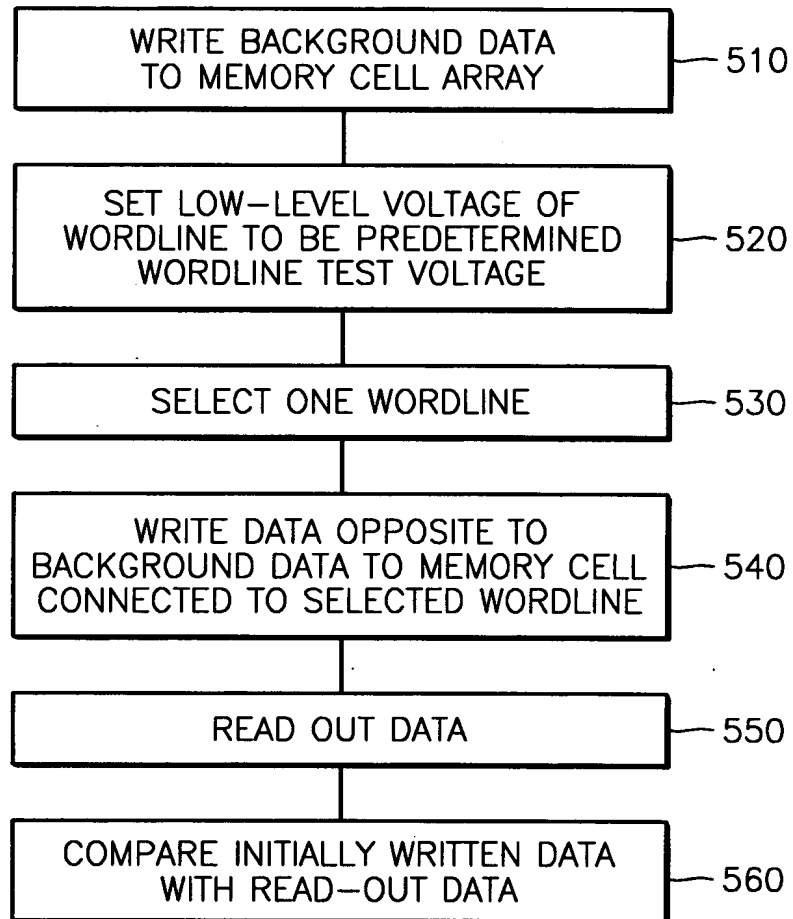 WRITE BACKGROUND DATA
TO MEMORY CELL ARRAY
510
SET LOW-LEVEL VOLTAGE OF
WORDLINE TO BE PREDETERMINED
WORDLINE TEST VOLTAGE
520
SELECT ONE WORDLINE
530
WRITE DATA OPPOSITE TO
BACKGROUND DATA TO MEMORY CELL
CONNECTED TO SELECTED WORDLINE
540
READ OUT DATA
550
COMPARE INITIALLY WRITTEN DATA
WITH READ-OUT DATA
560